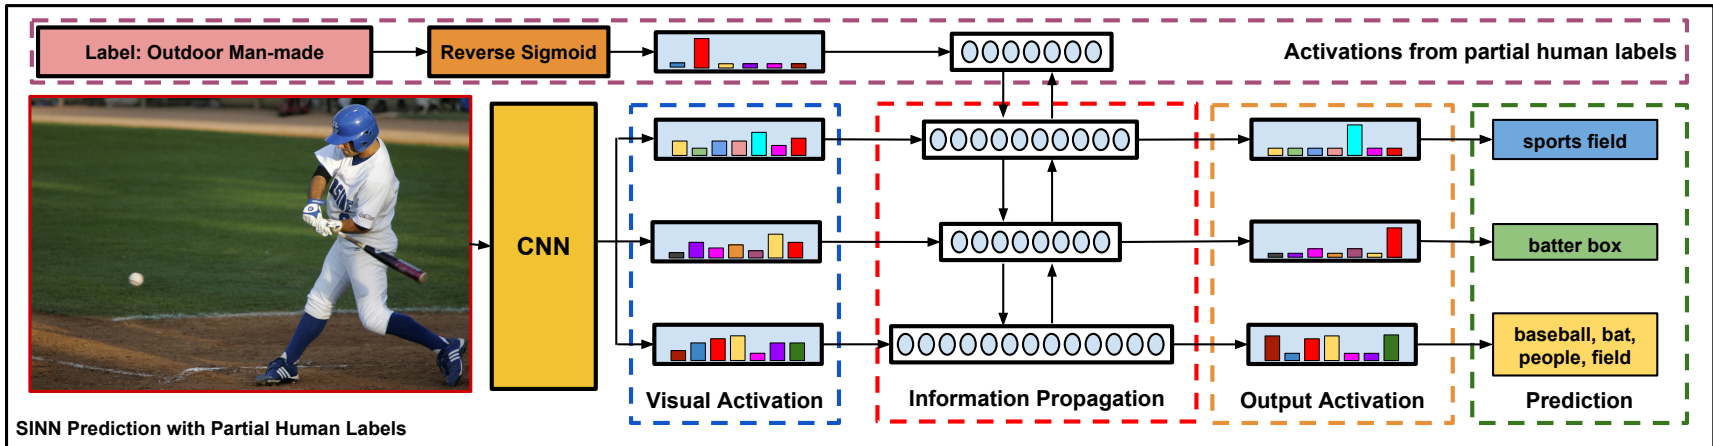 Label: Outdoor Man-made
Reverse Sigmoid
Activations from partial human labels
CNN
sports field
batter box
baseball, bat,
people, field
Visual Activation
Information Propagation
Output Activation
Prediction
SINN Prediction with Partial Human Labels